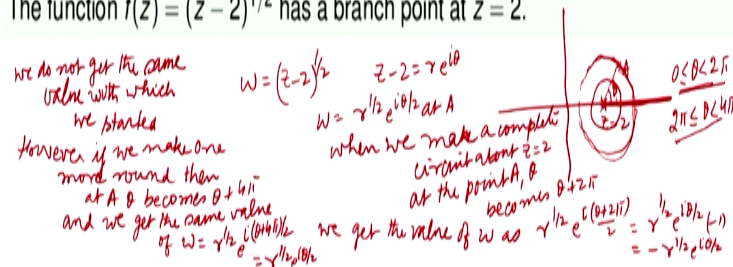 The function f(z) = (z − 2)^1/2 has a branch point at z = 2.
we do not get the same
value with which
we started
However if we make one
more round then
at A θ becomes θ+4π
and we get the same value
of w = r^1/2 e^i(θ+4π)/2
= r^1/2 e^iθ/2
w = (z-2)^1/2
z-2 = re^iθ
w = r^1/2 e^iθ/2 at A
when we make a complete
circuit about z=2
at the point A, θ
becomes θ+2π
we get the value of w as r^1/2 e^i(θ+2π)/2 = r^1/2 e^iθ/2 (-1)
= -r^1/2 e^iθ/2
A
z=2
0≤θ<2π
2π≤θ<4π